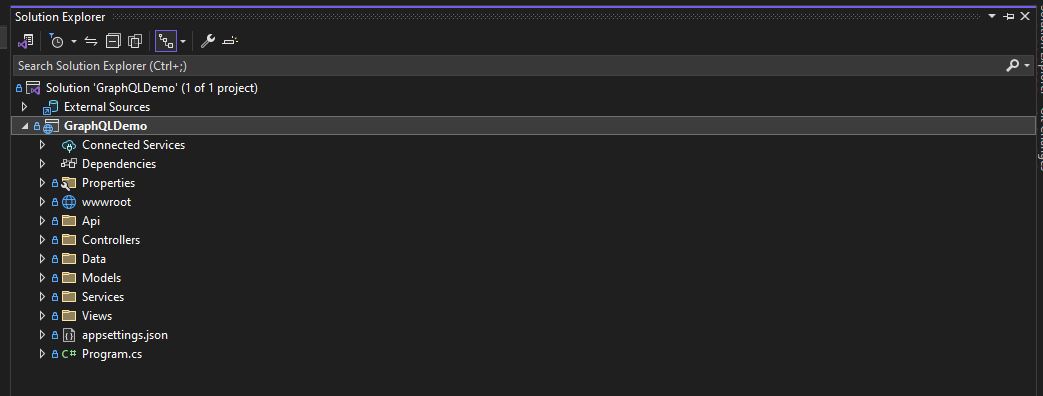 Solution Explorer
Search Solution Explorer (Ctrl+;)
Solution 'GraphQLDemo' (1 of 1 project)
External Sources
GraphQLDemo
Connected Services
Dependencies
Properties
wwwroot
Api
Controllers
Data
Models
Services
Views
appsettings.json
C# Program.cs